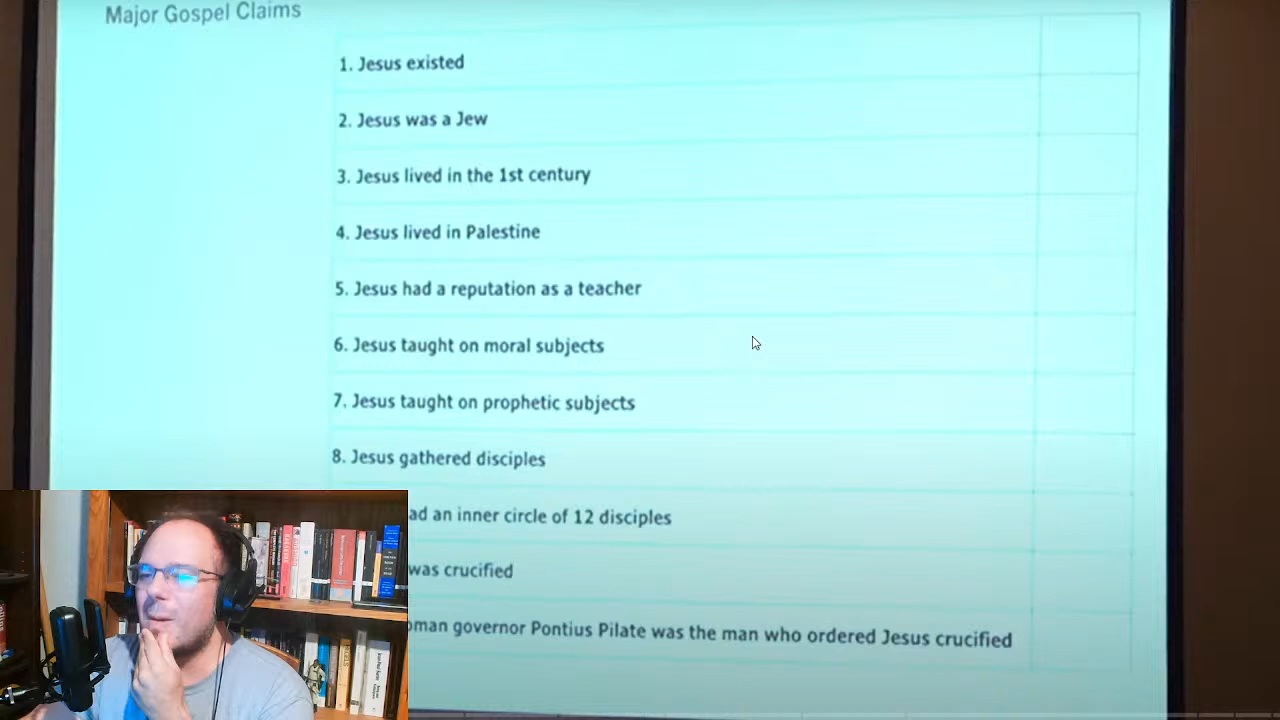 Major Gospel Claims
1. Jesus existed
2. Jesus was a Jew
3. Jesus lived in the 1st century
4. Jesus lived in Palestine
5. Jesus had a reputation as a teacher
6. Jesus taught on moral subjects
7. Jesus taught on prophetic subjects
8. Jesus gathered disciples
ad an inner circle of 12 disciples
was crucified
oman governor Pontius Pilate was the man who ordered Jesus crucified